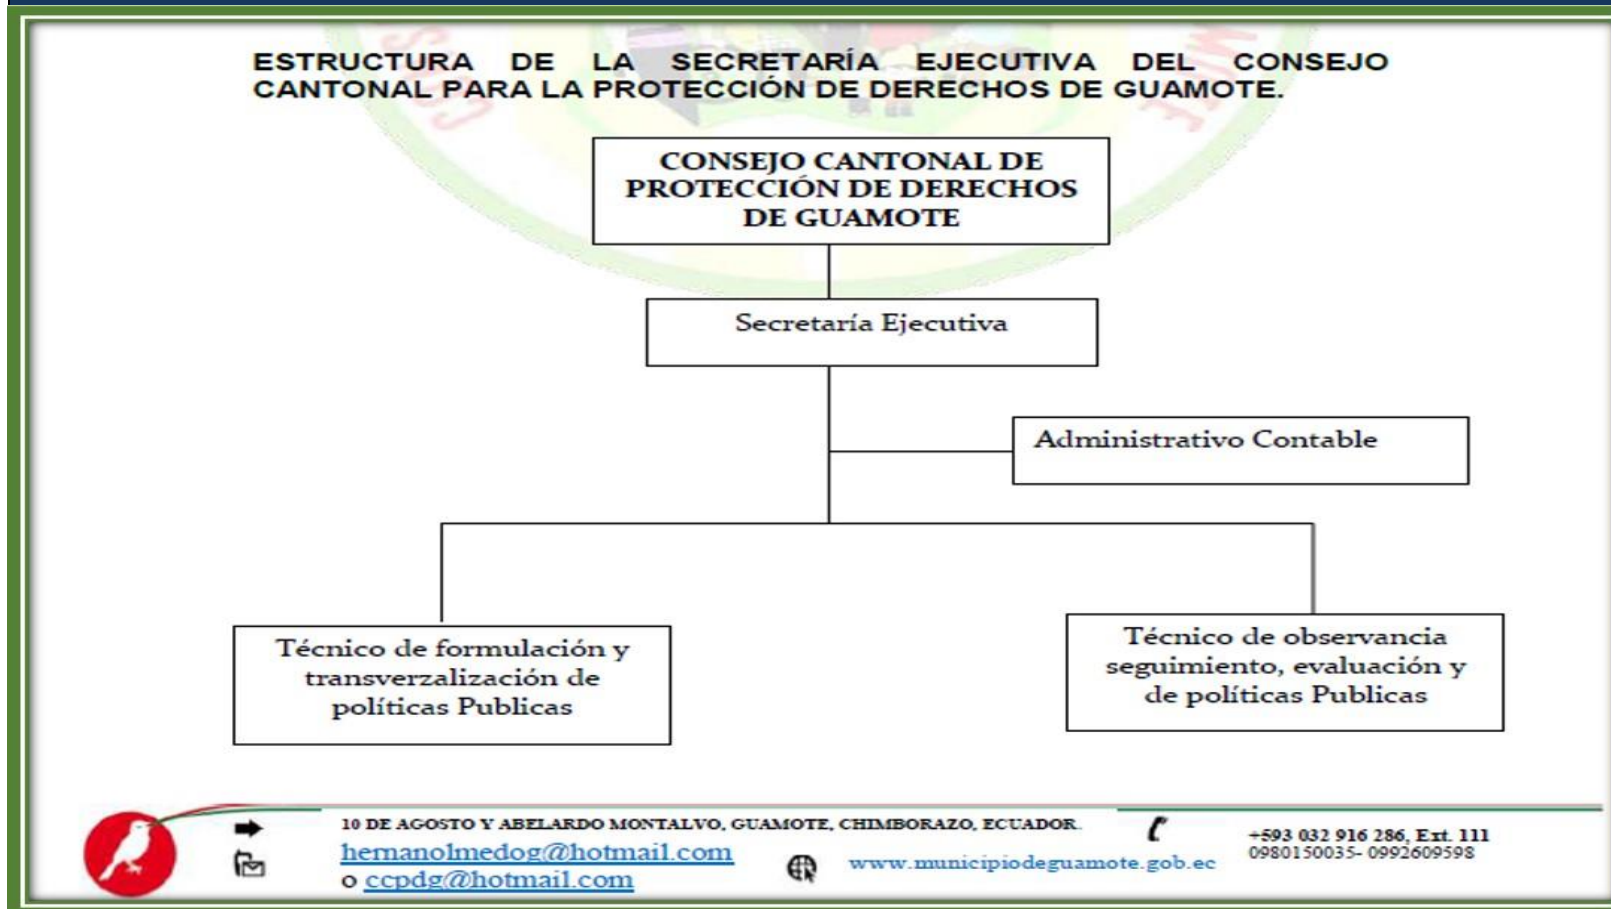 ESTRUCTURA DE LA SECRETARÍA EJECUTIVA DEL CONSEJO
CANTONAL PARA LA PROTECCIÓN DE DERECHOS DE GUAMOTE.
CONSEJO CANTONAL DE
PROTECCIÓN DE DERECHOS
DE GUAMOTE
Secretaría Ejecutiva
Administrativo Contable
Técnico de formulación y
transverzalización de
políticas Publicas
Técnico de observancia
seguimiento, evaluación y
de políticas Publicas
10 DE AGOSTO Y ABELARDO MONTALVO, GUAMOTE, CHIMBORAZO, ECUADOR.
hernanolmedog@hotmail.com
o ccpdg@hotmail.com
www.municipiodeguamote.gob.ec
+593 032 916 286, Ext. 111
0980150035- 0992609598